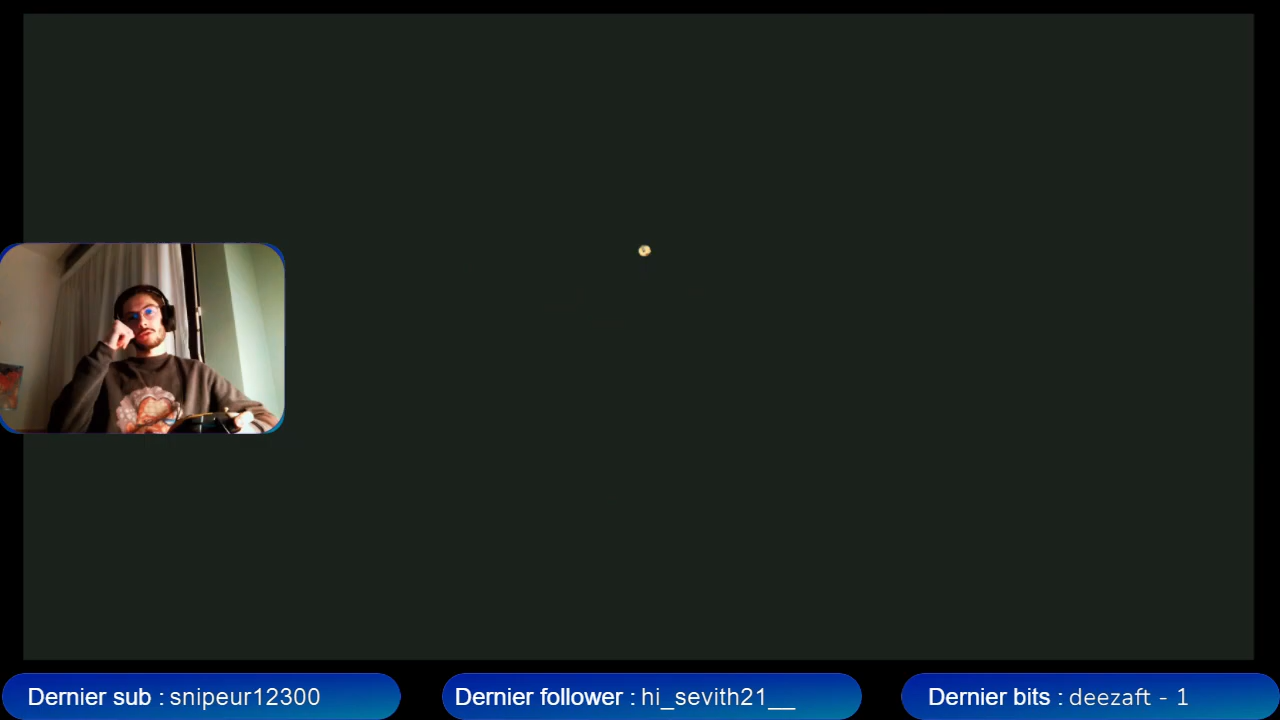 Dernier sub : snipeur12300
Dernier follower : hi_sevith21__
Dernier bits : deezaft - 1